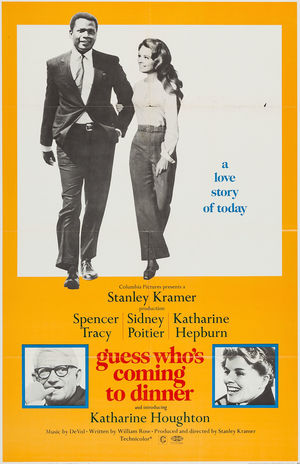 a
love
story
of today
Columbia Pictures presents a
Stanley Kramer
production
Spencer Sidney Katharine
Tracy Poitier Hepburn
guess who's
coming
to dinner
and introducing
Katharine Houghton
Music by DeVol · Written by William Rose · Produced and directed by Stanley Kramer
Technicolor®